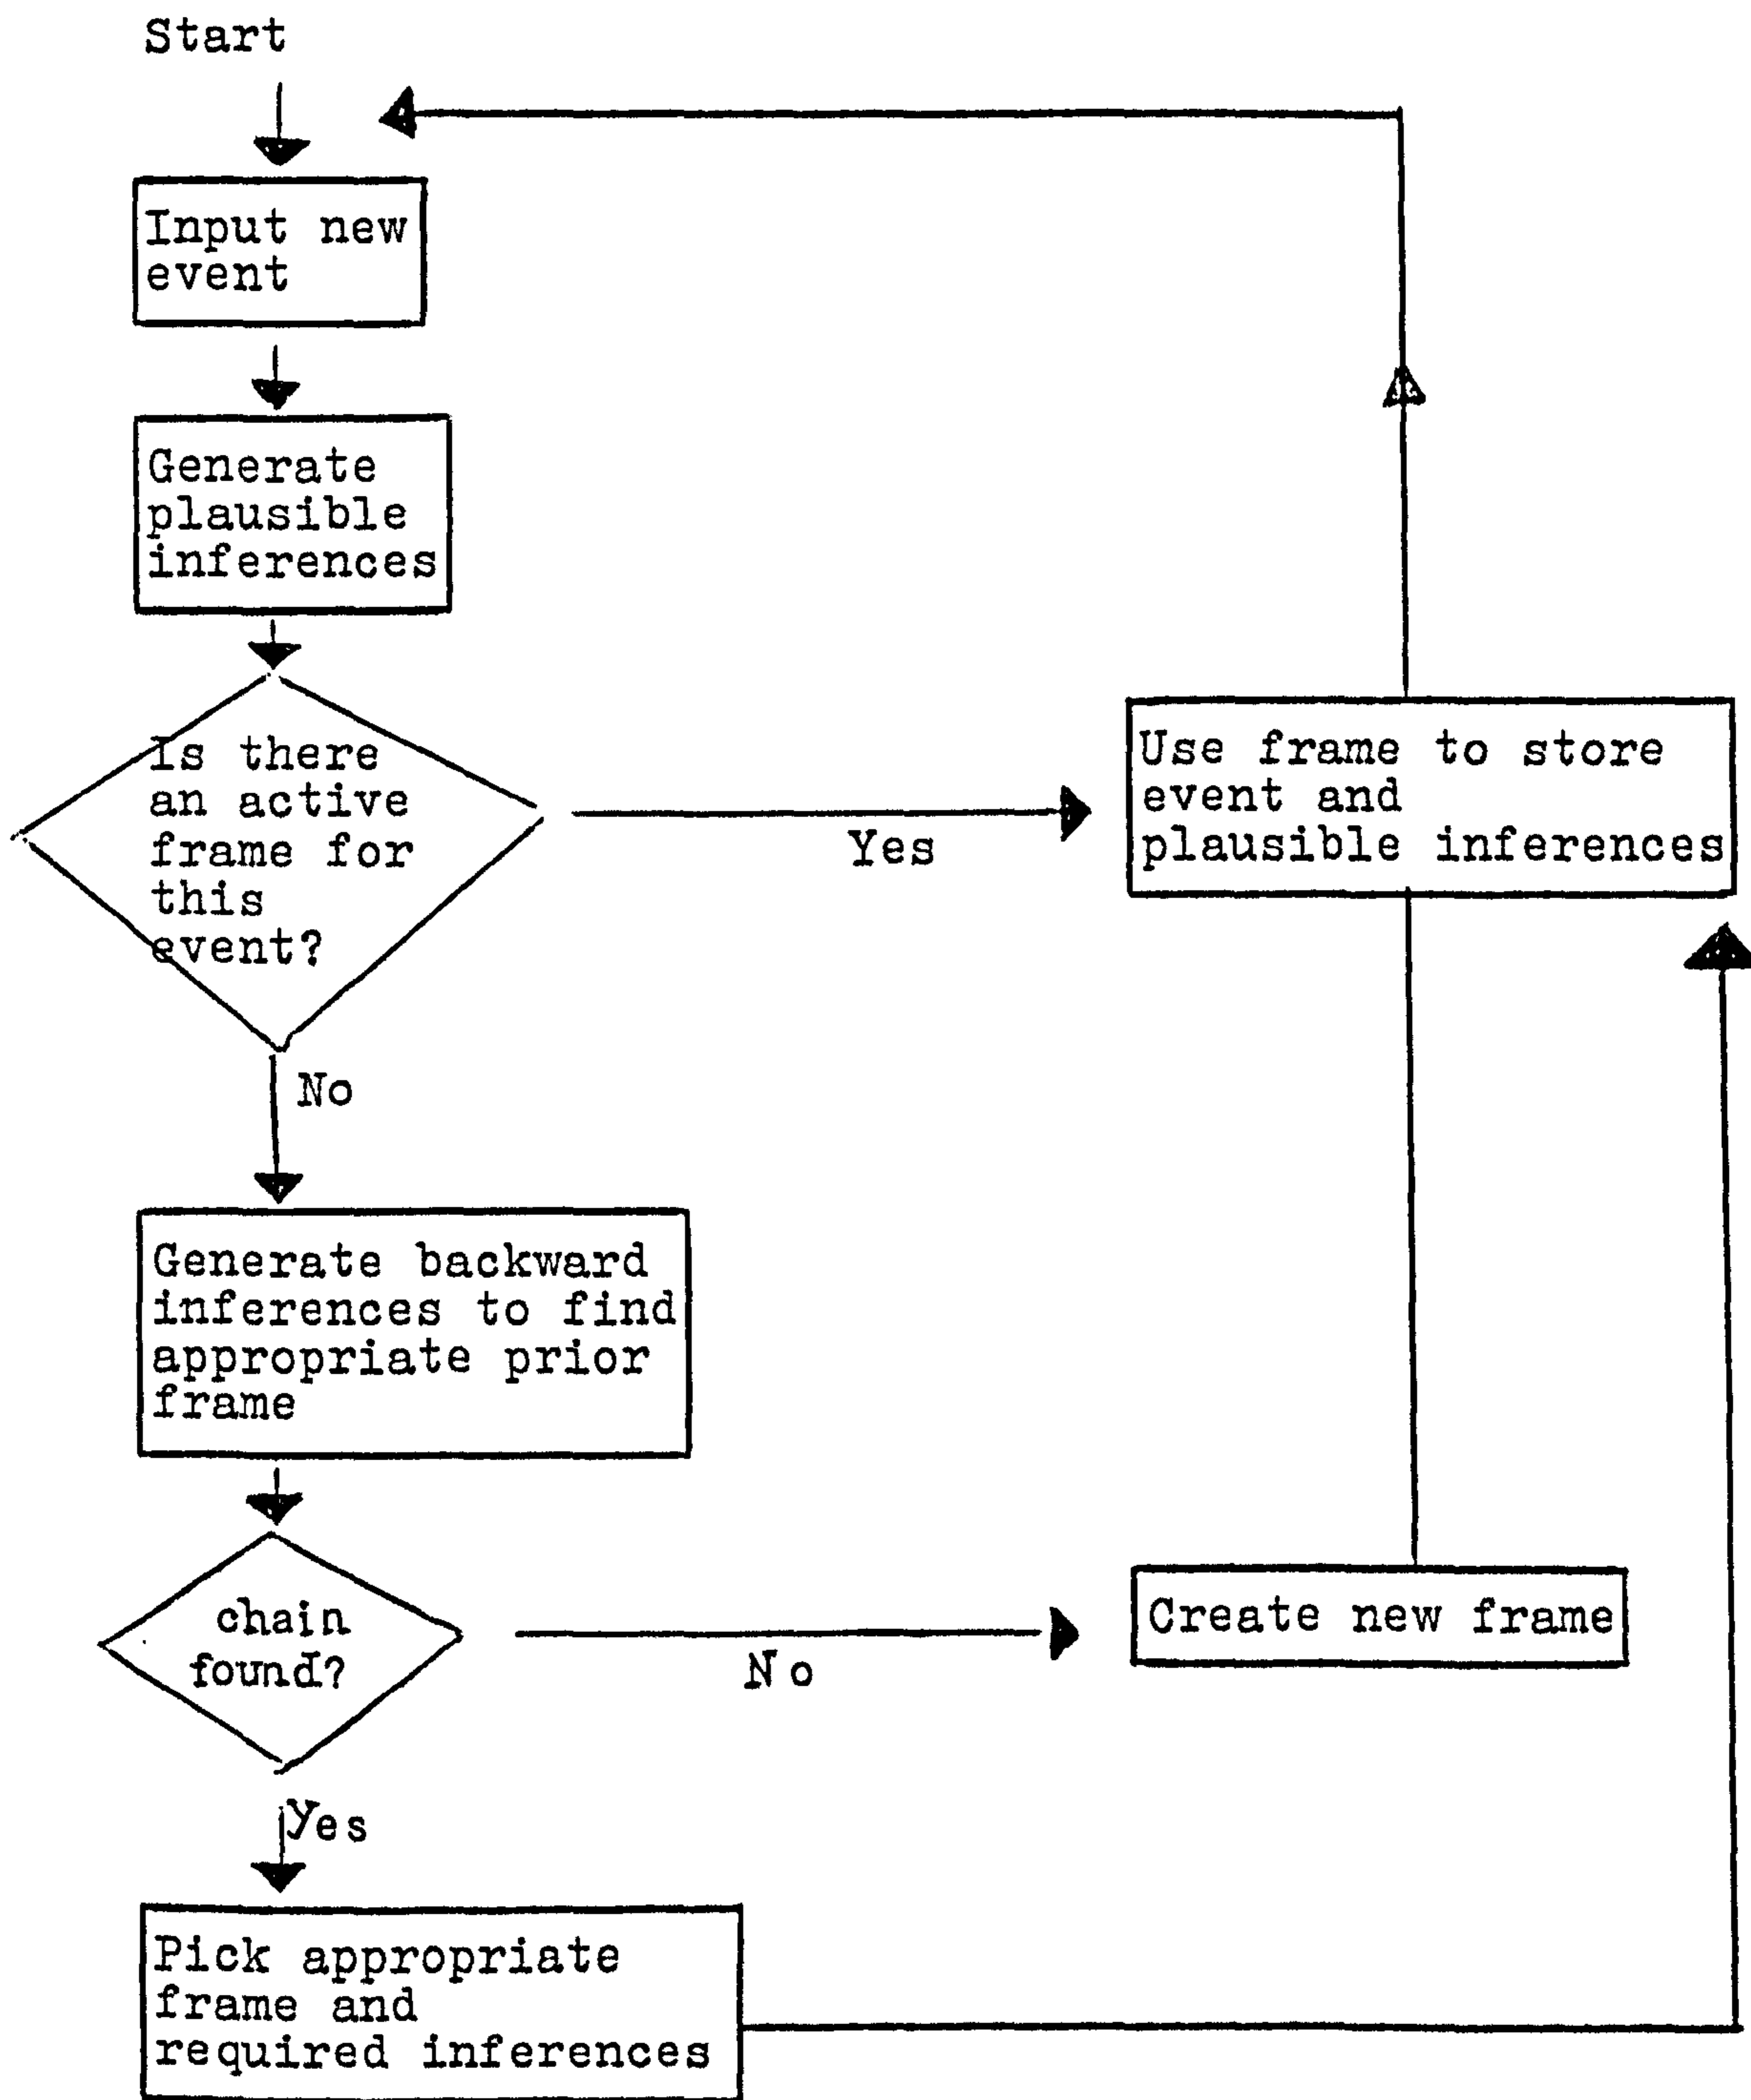 Start
Input new
event
Generate
plausible
inferences
Is there
an active
frame for
this
event?
Yes
Use frame to store
event and
plausible inferences
No
Generate backward
inferences to find
appropriate prior
frame
chain
found?
No
Create new frame
Yes
Pick appropriate
frame and
required inferences